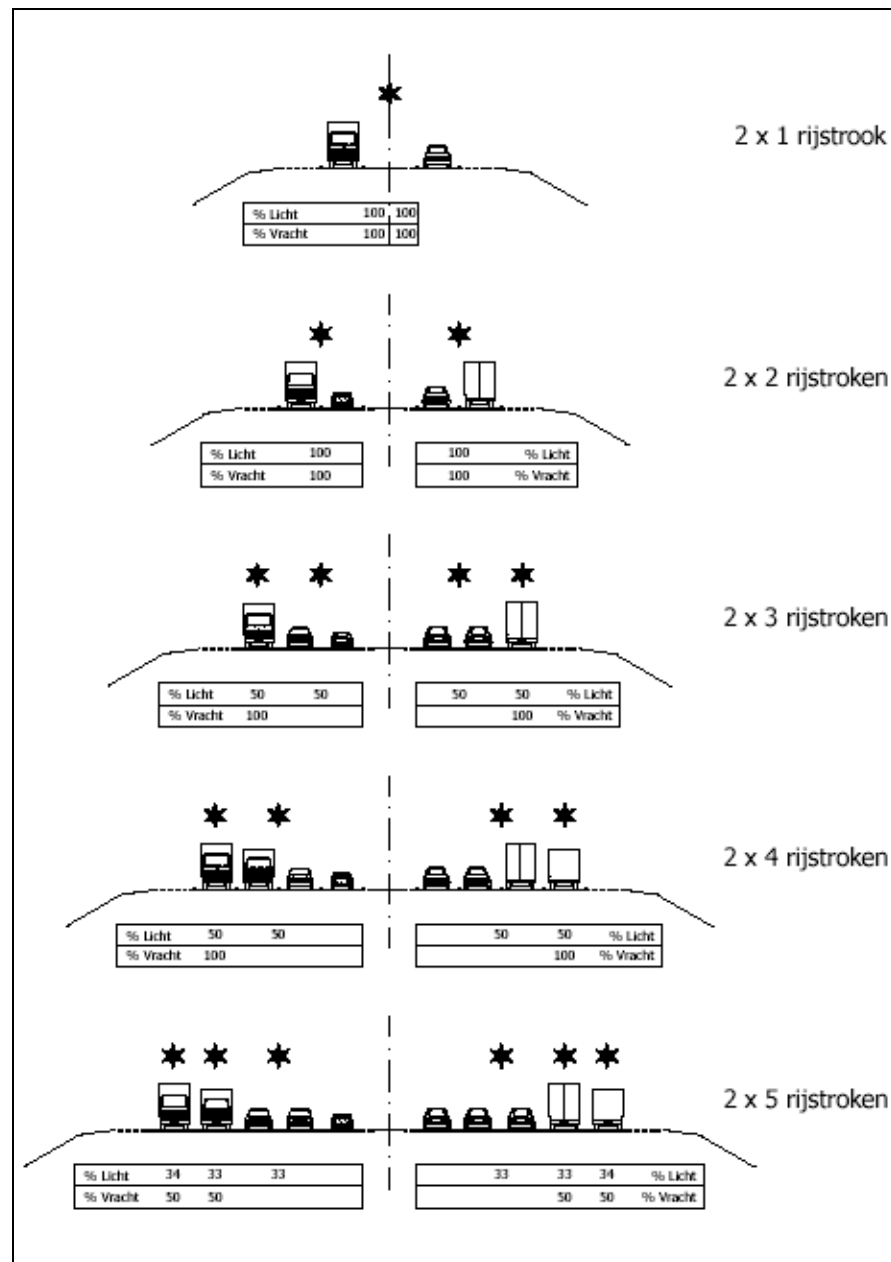 2 x 1 rijstrook
% Licht 100 100
% Vracht 100 100
2 x 2 rijstroken
% Licht 100 100 % Licht
% Vracht 100 100 % Vracht
2 x 3 rijstroken
% Licht 50 50 50 50 % Licht
% Vracht 100 100 % Vracht
2 x 4 rijstroken
% Licht 50 50 50 50 % Licht
% Vracht 100 100 % Vracht
2 x 5 rijstroken
% Licht 34 33 33 33 33 34 % Licht
% Vracht 50 50 50 50 % Vracht